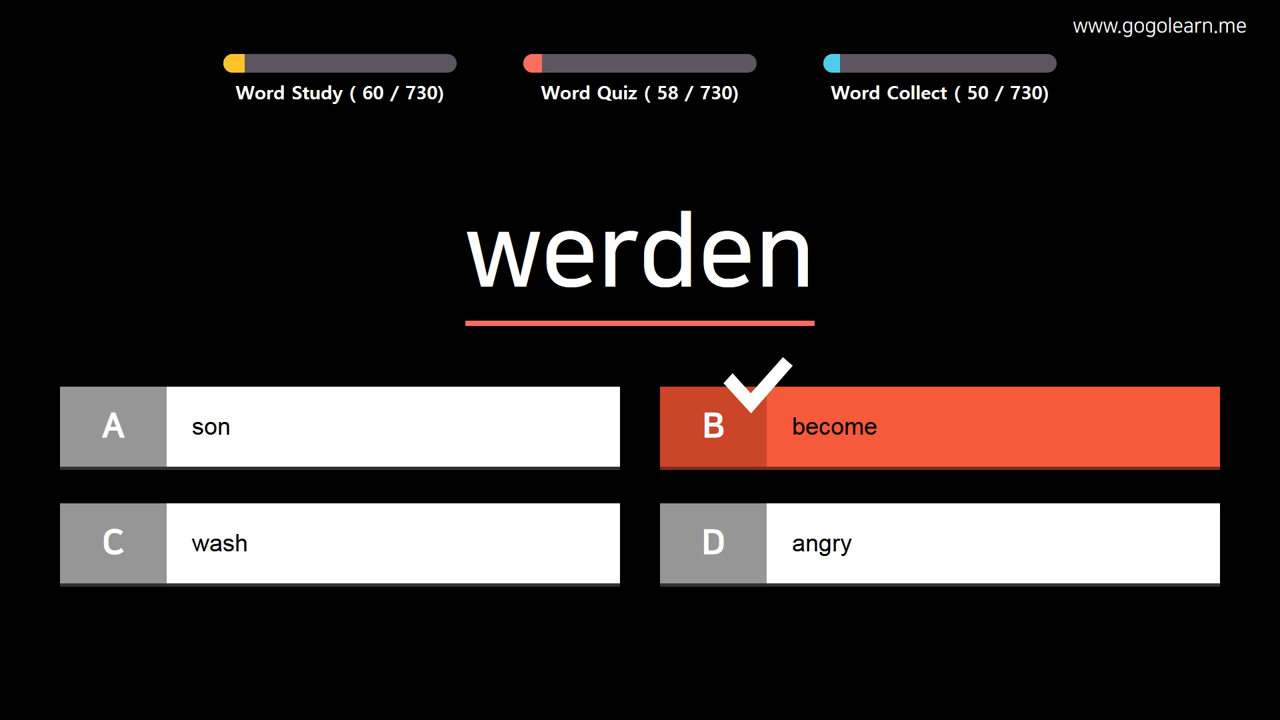 www.gogolearn.me
Word Study ( 60 / 730)
Word Quiz ( 58 / 730)
Word Collect ( 50 / 730)
werden
A son
B become
C wash
D angry